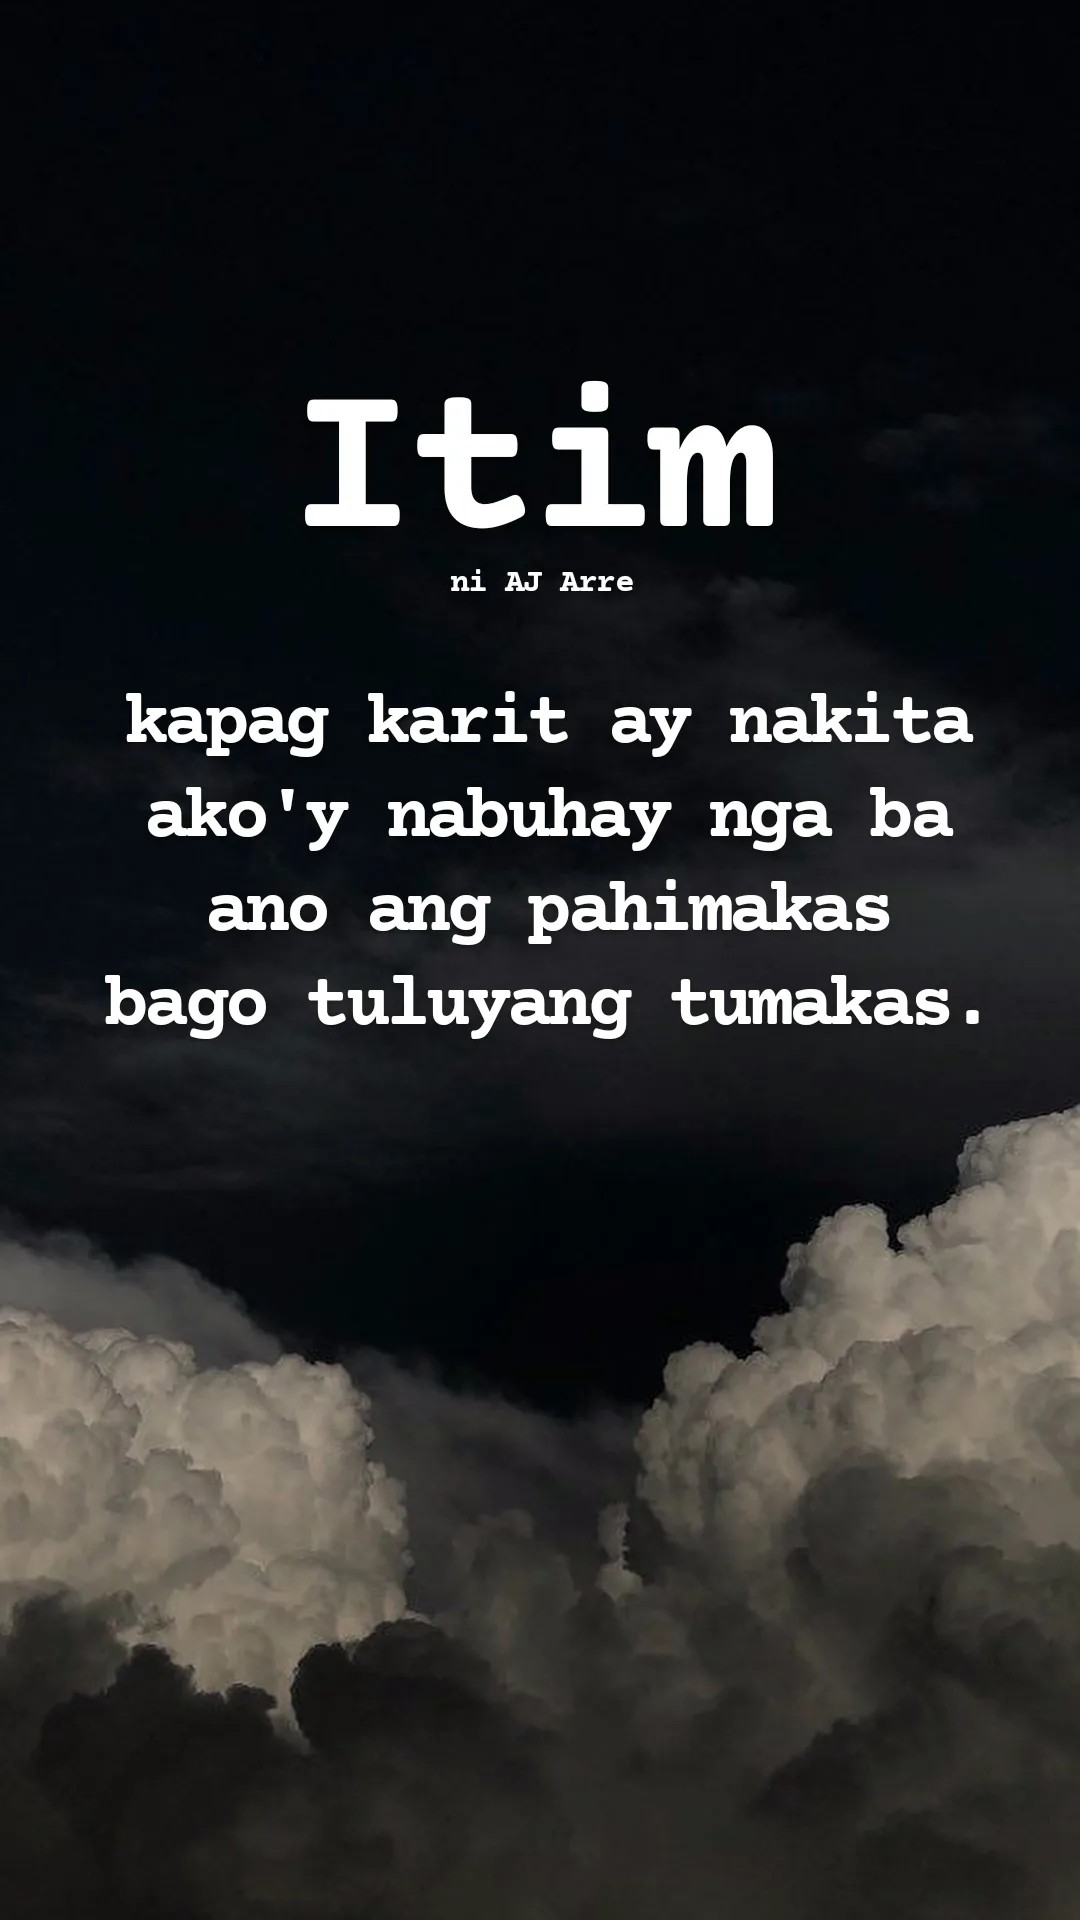 Itim
ni AJ Arre
kapag karit ay nakita
ako'y nabuhay nga ba
ano ang pahimakas
bago tuluyang tumakas.